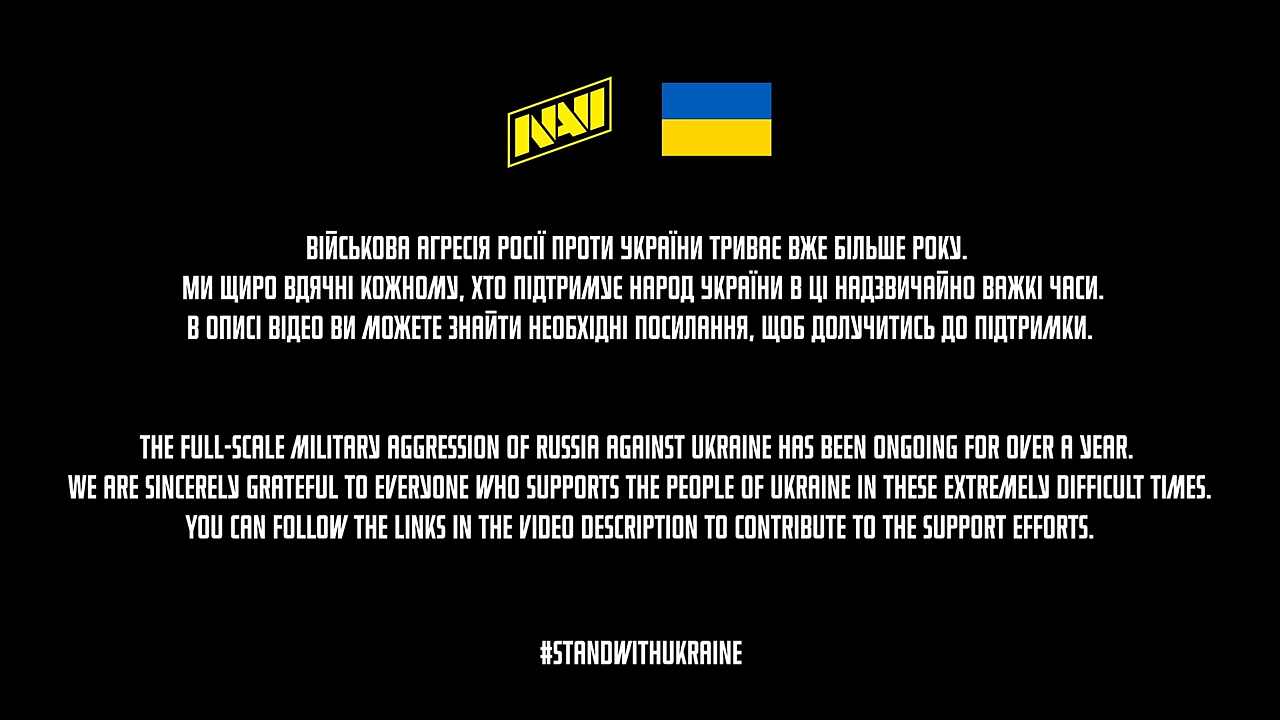 NAVI
ВІЙСЬКОВА АГРЕСІЯ РОСІЇ ПРОТИ УКРАЇНИ ТРИВАЄ ВЖЕ БІЛЬШЕ РОКУ.
МИ ЩИРО ВДЯЧНІ КОЖНОМУ, ХТО ПІДТРИМУЄ НАРОД УКРАЇНИ В ЦІ НАДЗВИЧАЙНО ВАЖКІ ЧАСИ.
В ОПИСІ ВІДЕО ВИ МОЖЕТЕ ЗНАЙТИ НЕОБХІДНІ ПОСИЛАННЯ, ЩОБ ДОЛУЧИТИСЬ ДО ПІДТРИМКИ.
THE FULL-SCALE MILITARY AGGRESSION OF RUSSIA AGAINST UKRAINE HAS BEEN ONGOING FOR OVER A YEAR.
WE ARE SINCERELY GRATEFUL TO EVERYONE WHO SUPPORTS THE PEOPLE OF UKRAINE IN THESE EXTREMELY DIFFICULT TIMES.
YOU CAN FOLLOW THE LINKS IN THE VIDEO DESCRIPTION TO CONTRIBUTE TO THE SUPPORT EFFORTS.
#STANDWITHUKRAINE